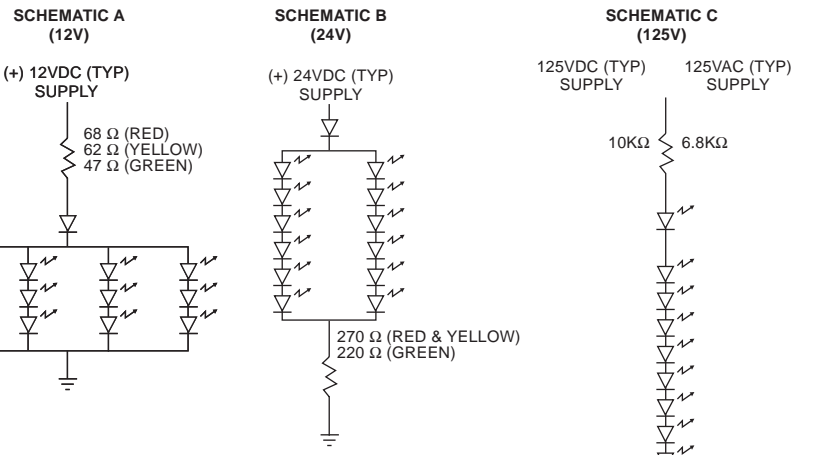 SCHEMATIC A
(12V)
(+) 12VDC (TYP)
SUPPLY
68 Ω (RED)
62 Ω (YELLOW)
47 Ω (GREEN)
SCHEMATIC B
(24V)
(+) 24VDC (TYP)
SUPPLY
270 Ω (RED & YELLOW)
220 Ω (GREEN)
SCHEMATIC C
(125V)
125VDC (TYP)
SUPPLY
125VAC (TYP)
SUPPLY
10KΩ
6.8KΩ